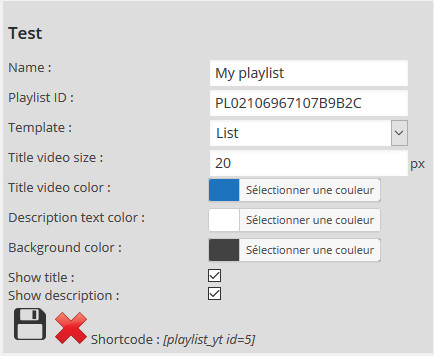 Test
Name : My playlist
Playlist ID : PL02106967107B9B2C
Template : List
Title video size : 20 px
Title video color : Sélectionner une couleur
Description text color : Sélectionner une couleur
Background color : Sélectionner une couleur
Show title :
Show description :
Shortcode : [playlist_yt id=5]